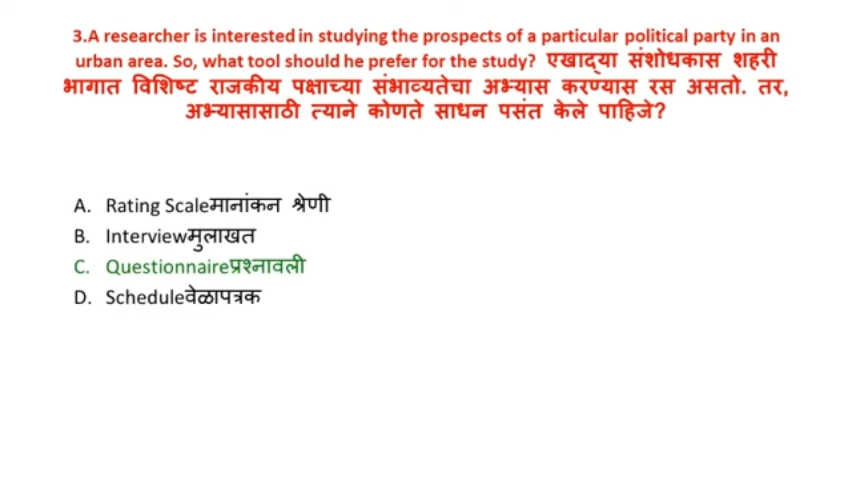 3.A researcher is interested in studying the prospects of a particular political party in an
urban area. So, what tool should he prefer for the study? एखाद्या संशोधकास शहरी
भागात विशिष्ट राजकीय पक्षाच्या संभाव्यतेचा अभ्यास करण्यास रस असतो. तर,
अभ्यासासाठी त्याने कोणते साधन पसंत केले पाहिजे?
A. Rating Scaleमानांकन श्रेणी
B. Interviewमुलाखत
C. Questionnaireप्रश्नावली
D. Scheduleवेळापत्रक